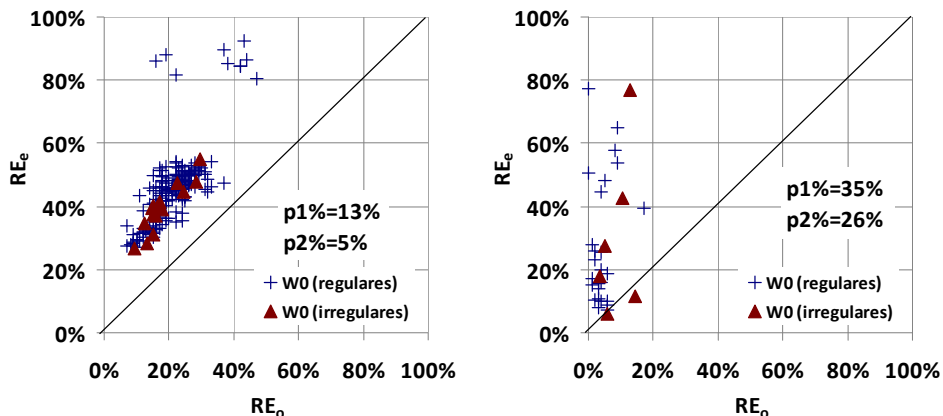 100%
80%
60%
40%
20%
0%
REe
p1%=13%
p2%=5%
W0 (regulares)
W0 (irregulares)
0% 20% 40% 60% 80% 100%
REo
100%
80%
60%
40%
20%
0%
REe
p1%=35%
p2%=26%
W0 (regulares)
W0 (irregulares)
0% 20% 40% 60% 80% 100%
REo